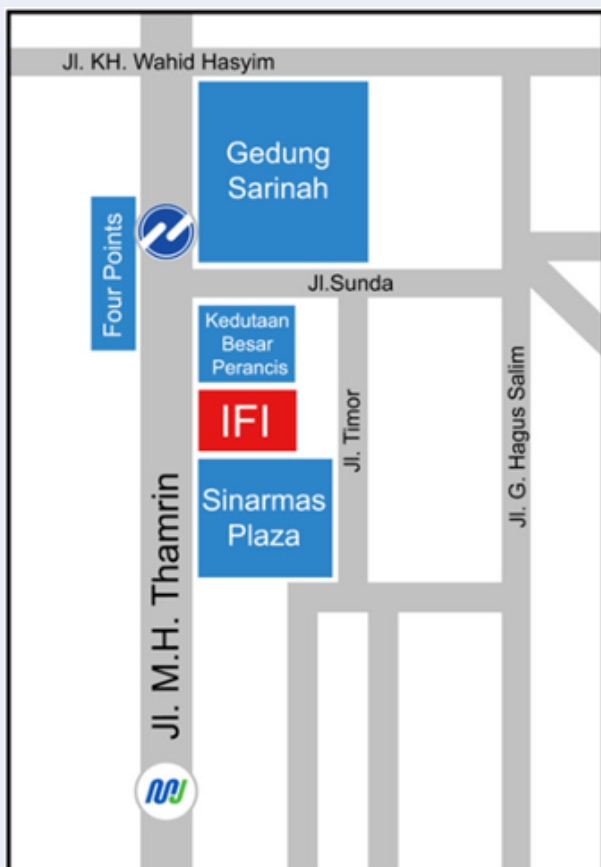 Jl. KH. Wahid Hasyim
Gedung
Sarinah
Four Points
Jl.Sunda
Kedutaan
Besar
Perancis
IFI
Jl. Timor
Jl. G. Hagus Salim
Sinarmas
Plaza
Jl. M.H. Thamrin
MJ